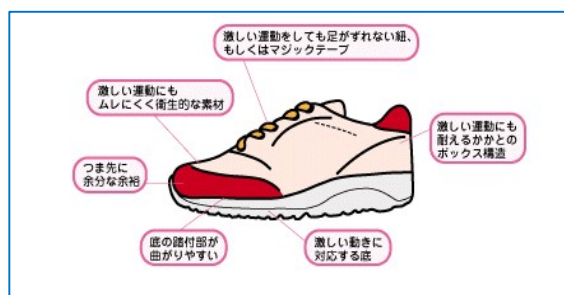 激しい運動をしても足がずれない紐、
もしくはマジックテープ
激しい運動にも
ムレにくく衛生的な素材
激しい運動にも
耐えるかかとの
ボックス構造
つま先に
余分な余裕
底の踏付部が
曲がりやすい
激しい動きに
対応する底